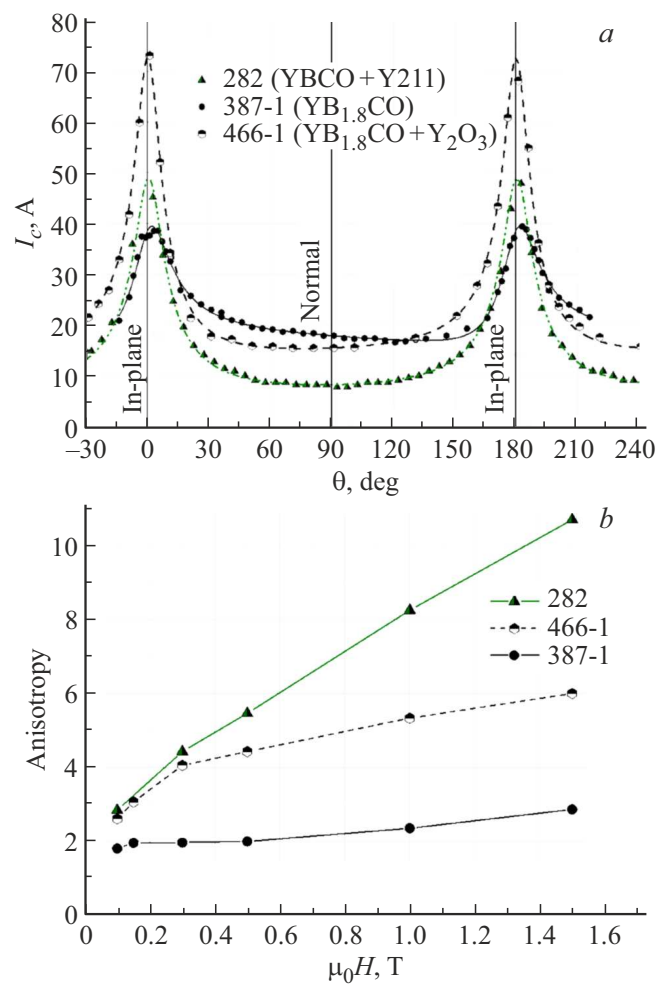 80
a
70
282 (YBCO + Y211)
387-1 (YB1.8CO)
60
466-1 (YB1.8CO + Y2O3)
50
Ic, A
40
30
Normal
20
In-plane
In-plane
10
0
–30 0 30 60 90 120 150 180 210 240
θ, deg
b
10
282
8
466-1
387-1
Anisotropy
6
4
2
0
0 0.2 0.4 0.6 0.8 1.0 1.2 1.4 1.6
μ0H, T